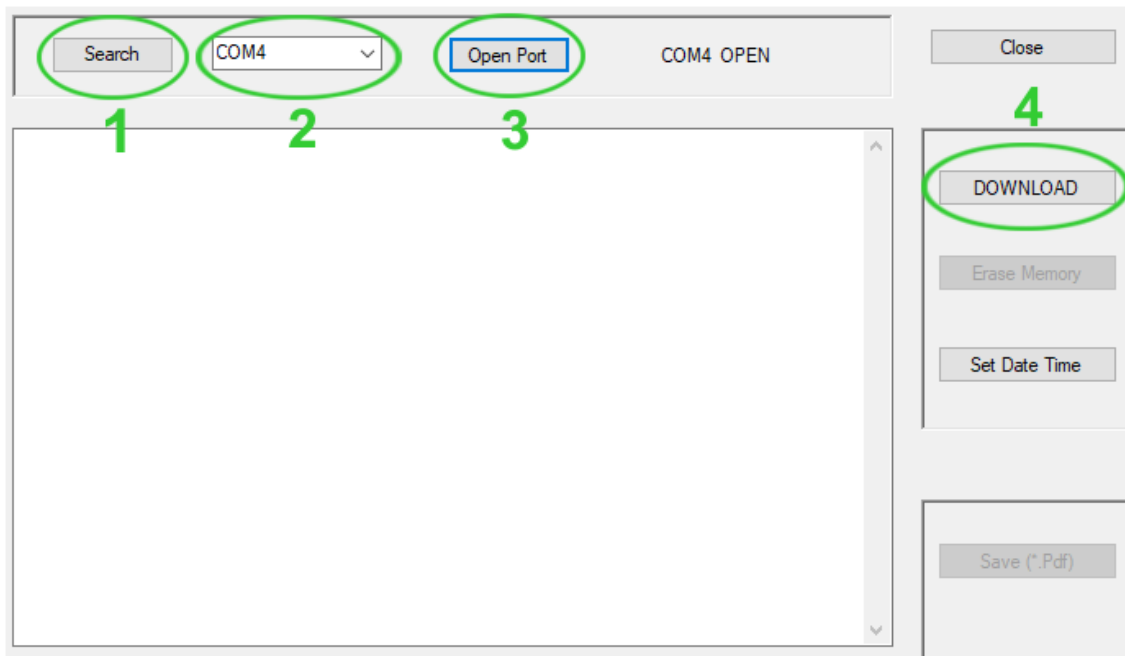 Search
COM4
Open Port
COM4 OPEN
Close
1
2
3
4
DOWNLOAD
Erase Memory
Set Date Time
Save (*.Pdf)